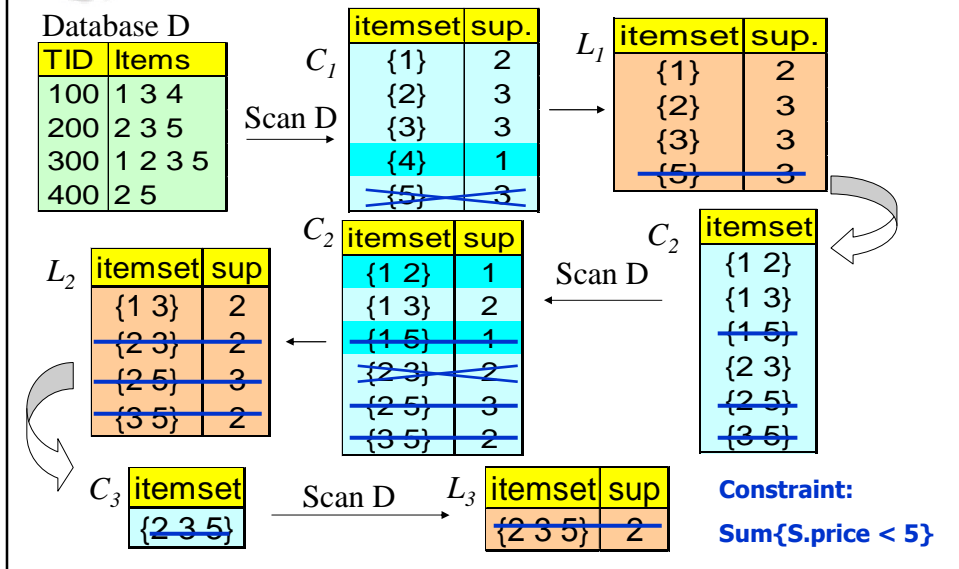 Database D
TID Items
100 1 3 4
200 2 3 5
300 1 2 3 5
400 2 5
Scan D
C1
itemset sup.
{1} 2
{2} 3
{3} 3
{4} 1
{5} 3
L1
itemset sup.
{1} 2
{2} 3
{3} 3
{5} 3
C2
itemset
{1 2}
{1 3}
{1 5}
{2 3}
{2 5}
{3 5}
Scan D
C2
itemset sup
{1 2} 1
{1 3} 2
{1 5} 1
{2 3} 2
{2 5} 3
{3 5} 2
L2
itemset sup
{1 3} 2
{2 3} 2
{2 5} 3
{3 5} 2
C3
itemset
{2 3 5}
Scan D
L3
itemset sup
{2 3 5} 2
Constraint:
Sum{S.price < 5}